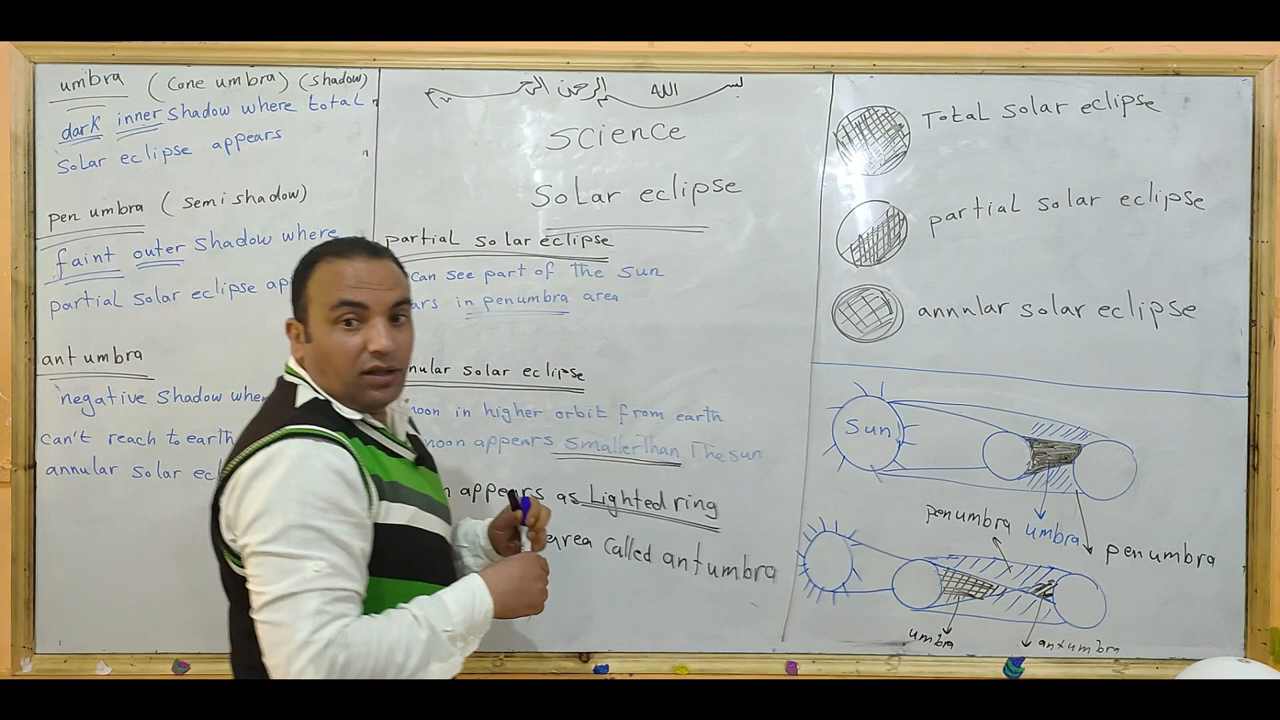 umbra (Cone umbra) (shadow)
dark inner shadow where total
Solar eclipse appears
pen umbra (semi shadow)
faint outer shadow where
partial solar eclipse ap
ant umbra
negative shadow whe
can't reach to earth
annular solar ecl
بسم الله الرحمن الرحيم
Science
Solar eclipse
partial solar eclipse
can see part of the sun
ars in penumbra area
nular solar eclipse
moon in higher orbit from earth
moon appears smaller Than The sun
n appears as Lighted ring
area called antumbra
Total solar eclipse
partial solar eclipse
annular solar eclipse
Sun
penumbra umbra
penumbra
umbra
antumbra